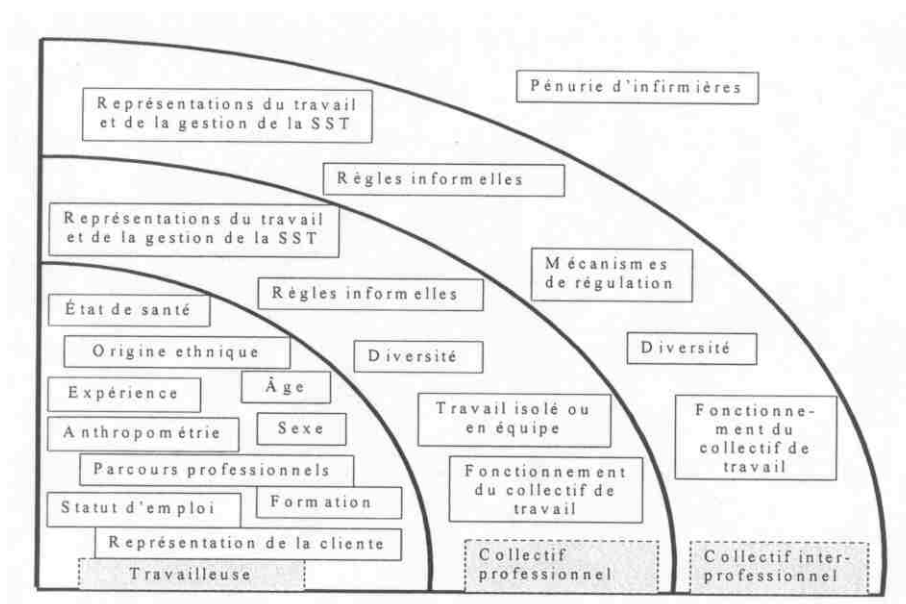 Pénurie d'infirmières
Représentations du travail
et de la gestion de la SST
Règles informelles
Représentations du travail
et de la gestion de la SST
Mécanismes
de régulation
Règles informelles
État de santé
Diversité
Origine ethnique
Diversité
Âge
Expérience
Travail isolé ou
en équipe
Fonctionne-
ment du
collectif de
travail
Anthropométrie
Sexe
Parcours professionnels
Fonctionnement
du collectif de
travail
Statut d'emploi
Formation
Représentation de la cliente
Travailleuse
Collectif
professionnel
Collectif inter-
professionnel